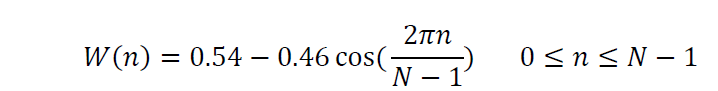 W(n) = 0.54 − 0.46 cos(2πn / N − 1) 0 ≤ n ≤ N − 1